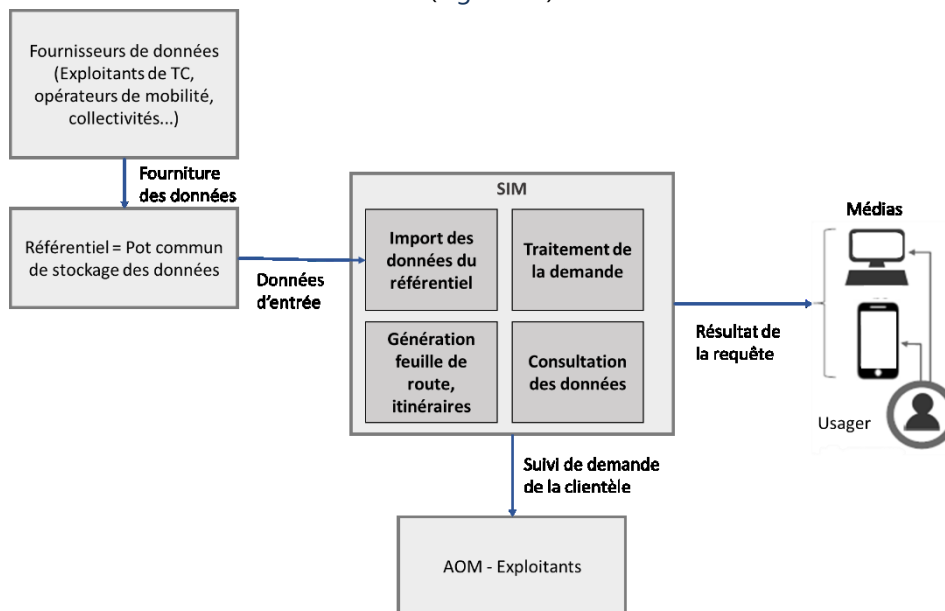 Fournisseurs de données
(Exploitants de TC,
opérateurs de mobilité,
collectivités...)
Fourniture
des données
Référentiel = Pot commun
de stockage des données
Données
d'entrée
SIM
Import des
données du
référentiel
Traitement de
la demande
Génération
feuille de
route,
itinéraires
Consultation
des données
Résultat de
la requête
Médias
Usager
Suivi de demande
de la clientèle
AOM - Exploitants